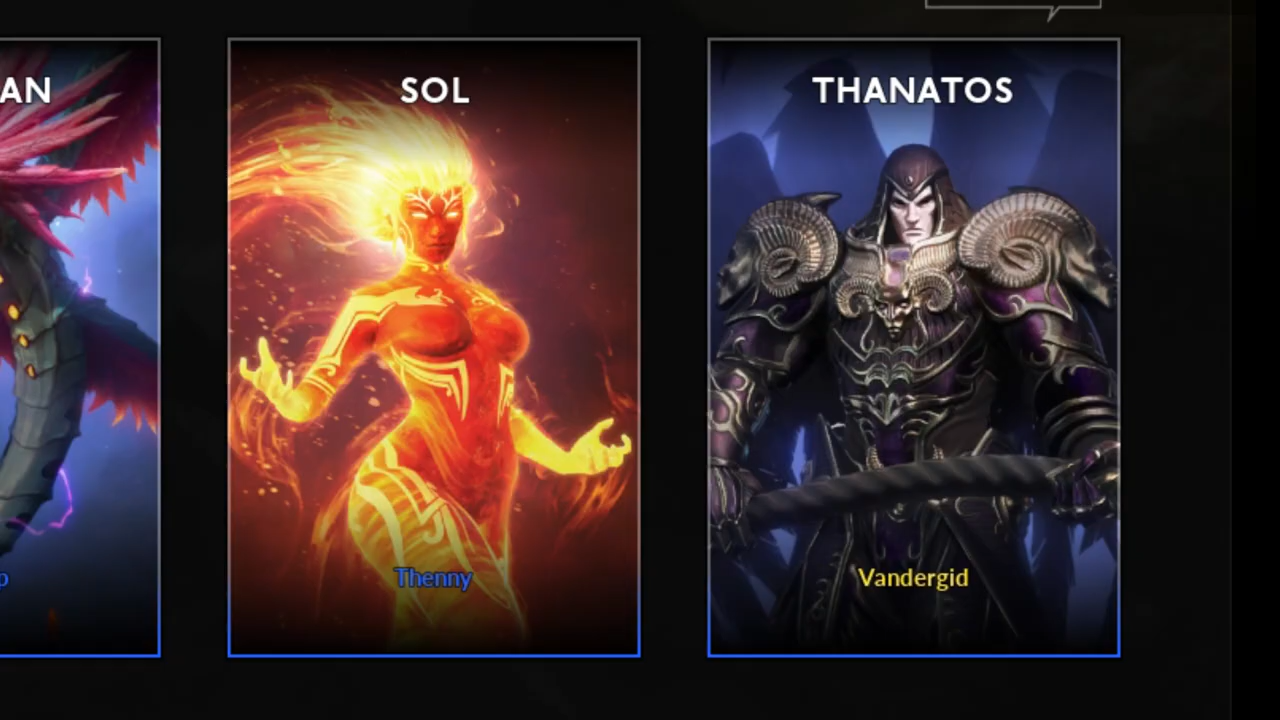 AN
SOL
THANATOS
p
Thenny
Vandergid